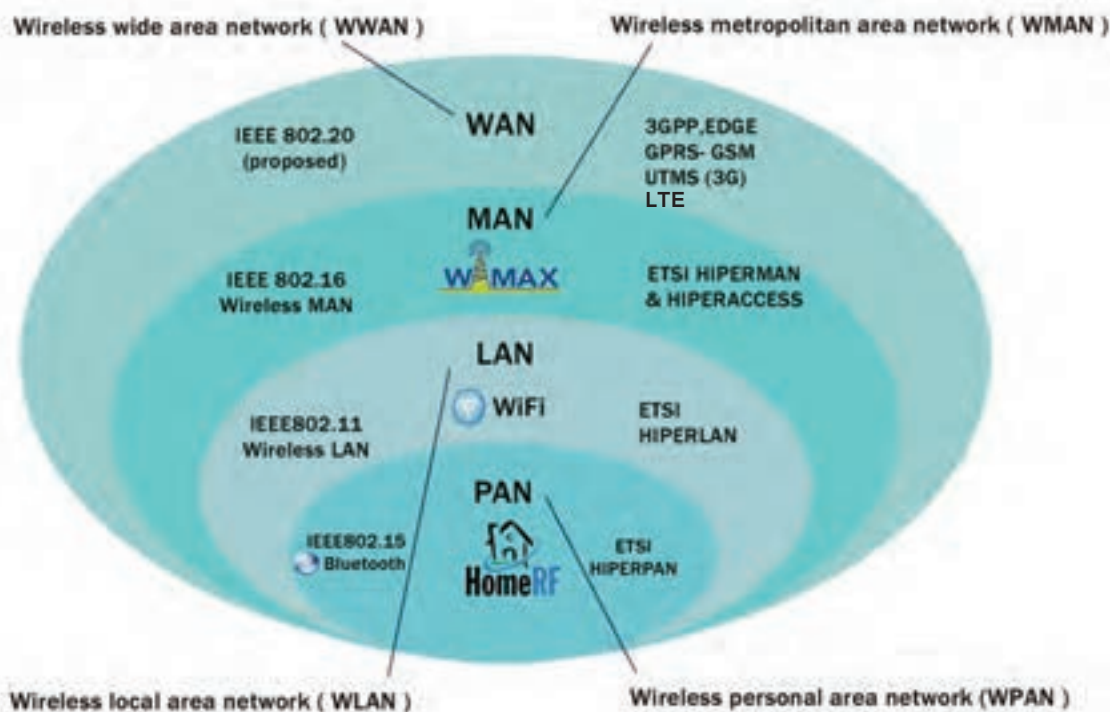 Wireless wide area network ( WWAN )
Wireless metropolitan area network ( WMAN )
WAN
IEEE 802.20
(proposed)
3GPP,EDGE
GPRS- GSM
UTMS (3G)
LTE
MAN
WiMAX
IEEE 802.16
Wireless MAN
ETSI HIPERMAN
& HIPERACCESS
LAN
WiFi
IEEE802.11
Wireless LAN
ETSI
HIPERLAN
PAN
IEEE802.15
Bluetooth
HomeRF
ETSI
HIPERPAN
Wireless local area network ( WLAN )
Wireless personal area network (WPAN )